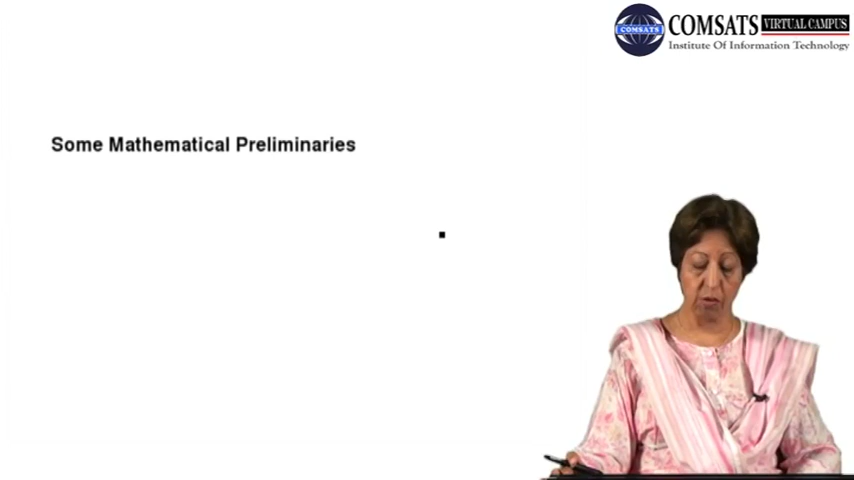 COMSATS VIRTUAL CAMPUS
COMSATS
Institute Of Information Technology
Some Mathematical Preliminaries